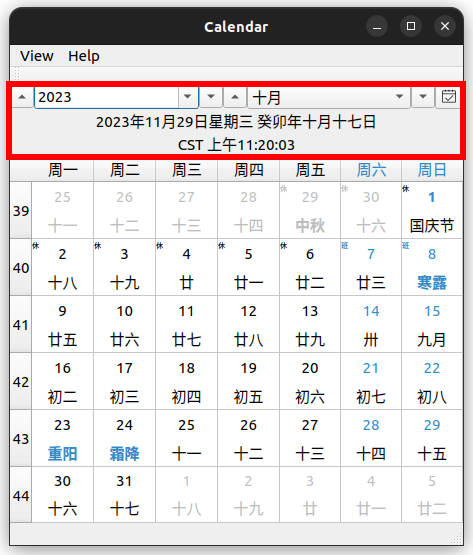 Calendar
View Help
2023 十月
2023年11月29日星期三 癸卯年十月十七日
CST 上午11:20:03
周一 周二 周三 周四 周五 周六 周日
休 休 休
39 25 26 27 28 29 30 1
十一 十二 十三 十四 中秋 十六 国庆节
休 休 休 休 休 班 班
40 2 3 4 5 6 7 8
十八 十九 廿 廿一 廿二 廿三 寒露
41 9 10 11 12 13 14 15
廿五 廿六 廿七 廿八 廿九 卅 九月
42 16 17 18 19 20 21 22
初二 初三 初四 初五 初六 初七 初八
43 23 24 25 26 27 28 29
重阳 霜降 十一 十二 十三 十四 十五
44 30 31 1 2 3 4 5
十六 十七 十八 十九 廿 廿一 廿二